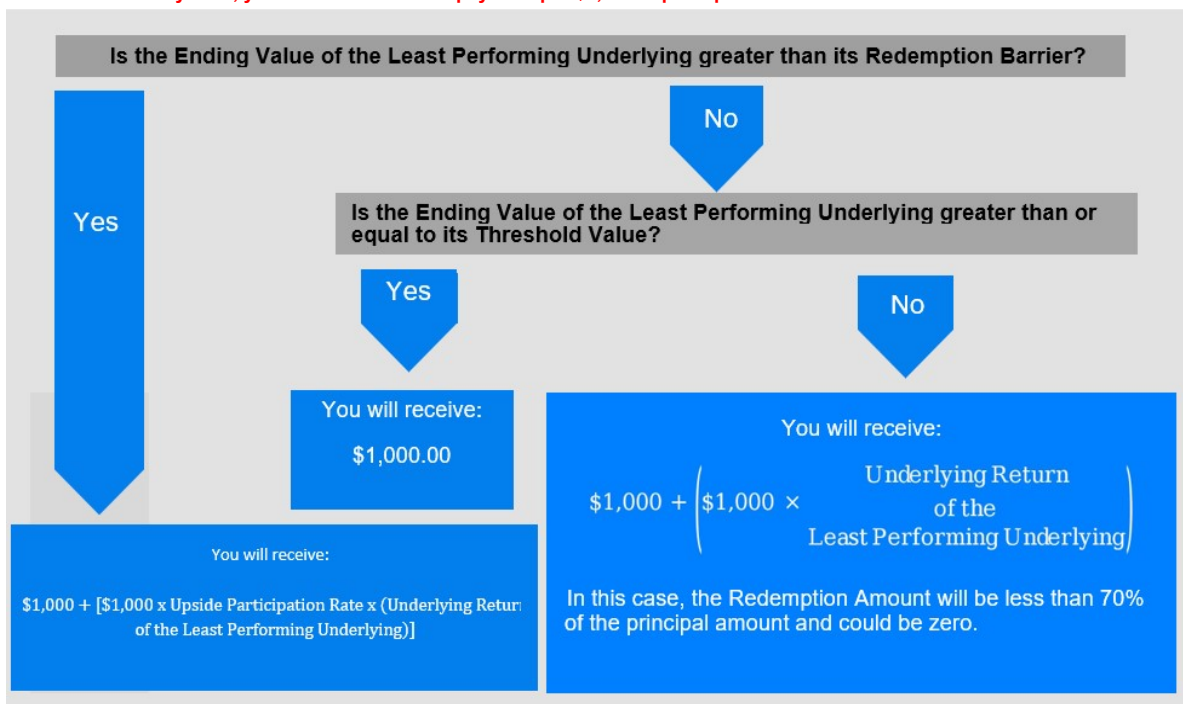 Is the Ending Value of the Least Performing Underlying greater than its Redemption Barrier?
No
Yes
Is the Ending Value of the Least Performing Underlying greater than or
equal to its Threshold Value?
Yes
No
You will receive:
$1,000.00
You will receive:
$1,000 + ($1,000 × Underlying Return
of the
Least Performing Underlying)
In this case, the Redemption Amount will be less than 70%
of the principal amount and could be zero.
You will receive:
$1,000 + [$1,000 x Upside Participation Rate x (Underlying Retur
of the Least Performing Underlying)]